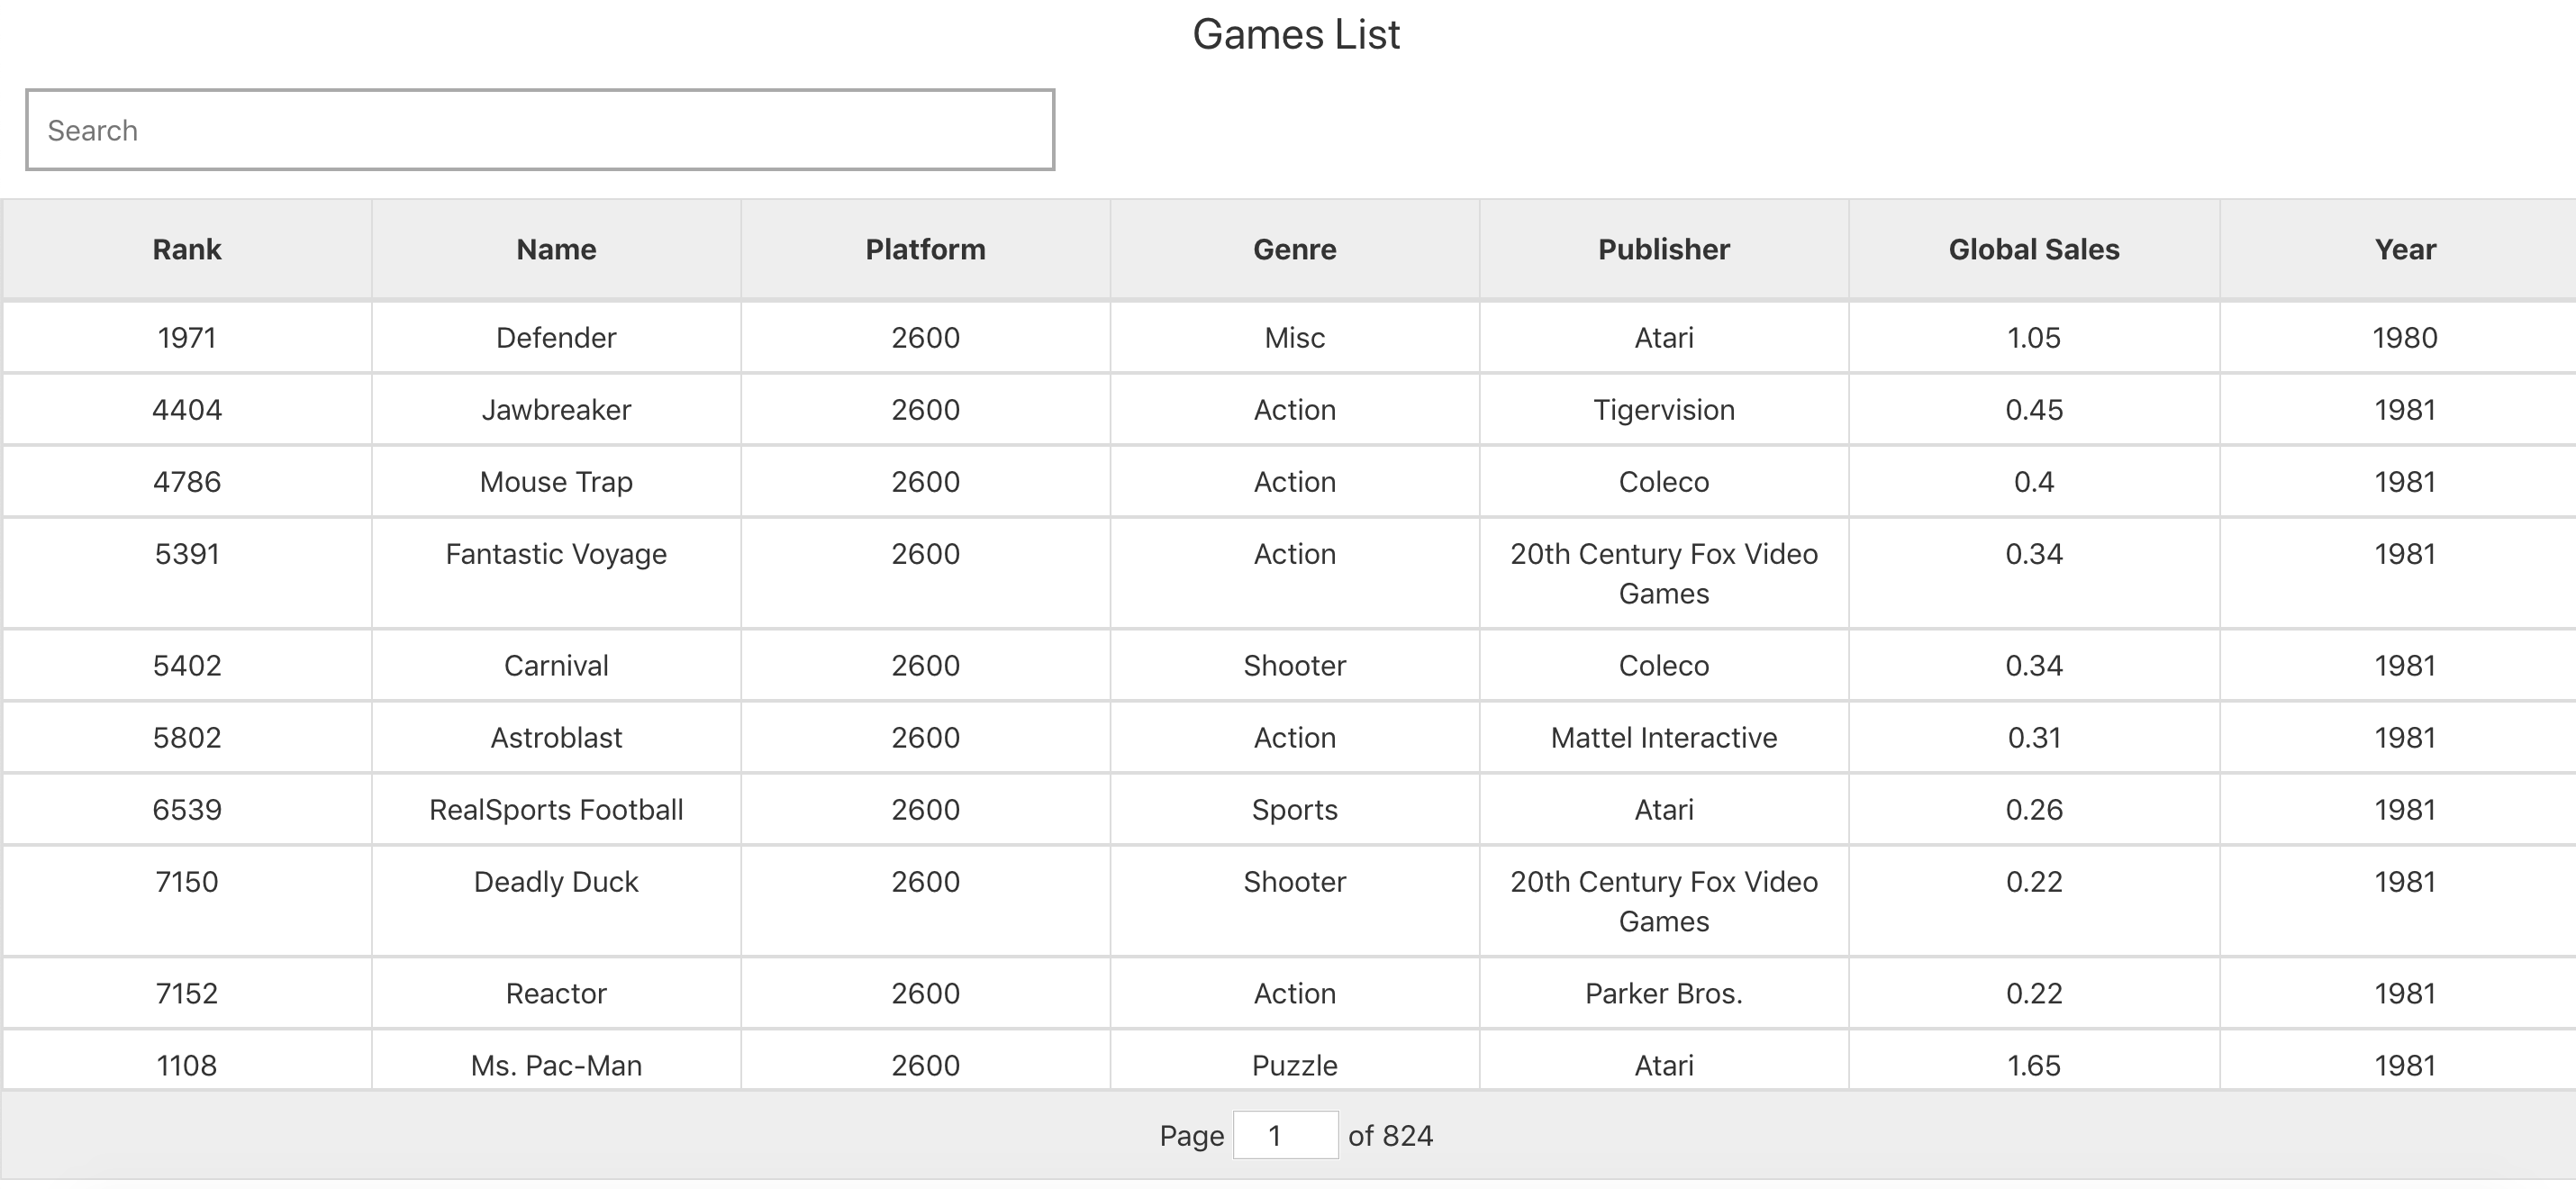 Games List
Search
Rank Name Platform Genre Publisher Global Sales Year
1971 Defender 2600 Misc Atari 1.05 1980
4404 Jawbreaker 2600 Action Tigervision 0.45 1981
4786 Mouse Trap 2600 Action Coleco 0.4 1981
5391 Fantastic Voyage 2600 Action 20th Century Fox Video 0.34 1981
Games
5402 Carnival 2600 Shooter Coleco 0.34 1981
5802 Astroblast 2600 Action Mattel Interactive 0.31 1981
6539 RealSports Football 2600 Sports Atari 0.26 1981
7150 Deadly Duck 2600 Shooter 20th Century Fox Video 0.22 1981
Games
7152 Reactor 2600 Action Parker Bros. 0.22 1981
1108 Ms. Pac-Man 2600 Puzzle Atari 1.65 1981
Page 1 of 824